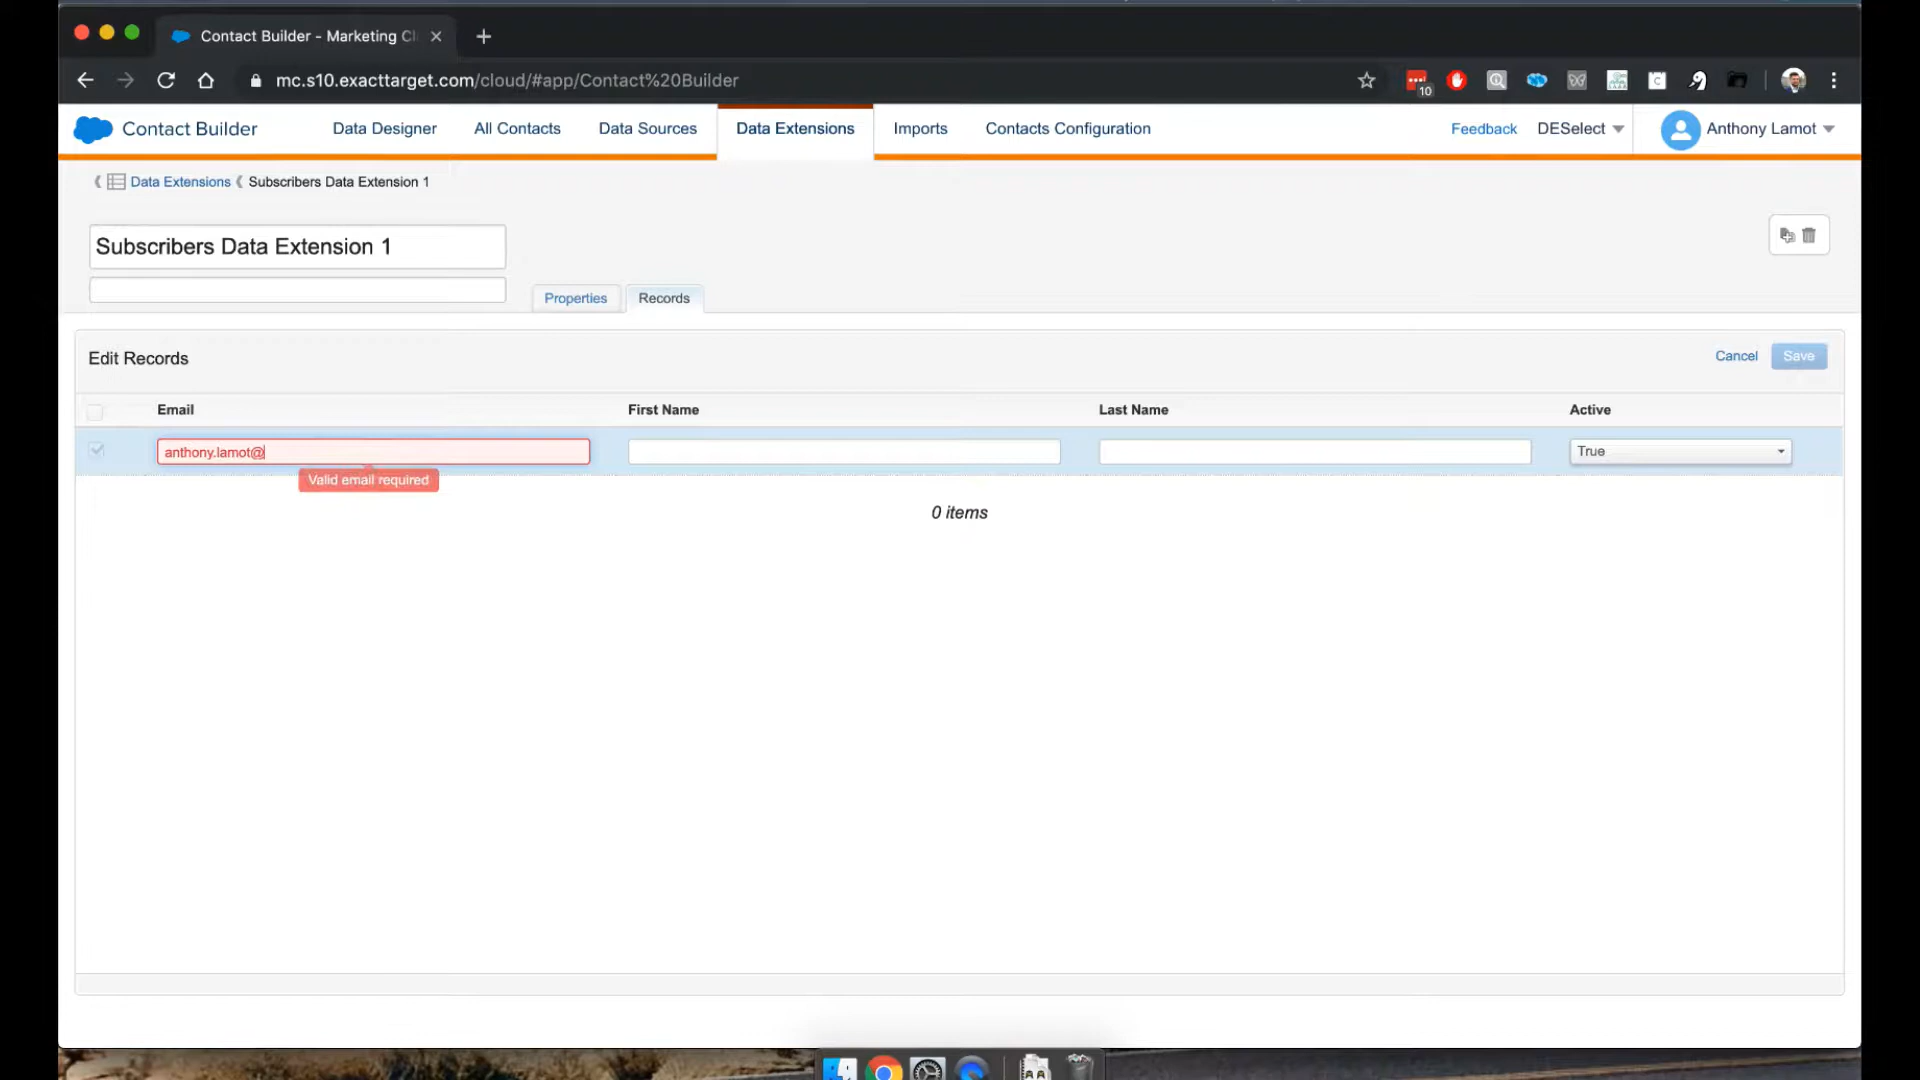 Contact Builder - Marketing Cl
mc.s10.exacttarget.com/cloud/#app/Contact%20Builder
10
Contact Builder
Data Designer
All Contacts
Data Sources
Data Extensions
Imports
Contacts Configuration
Feedback
DESelect
Anthony Lamot
Data Extensions
Subscribers Data Extension 1
Subscribers Data Extension 1
Properties
Records
Edit Records
Cancel
Save
Email
First Name
Last Name
Active
anthony.lamot@
True
Valid email required
0 items